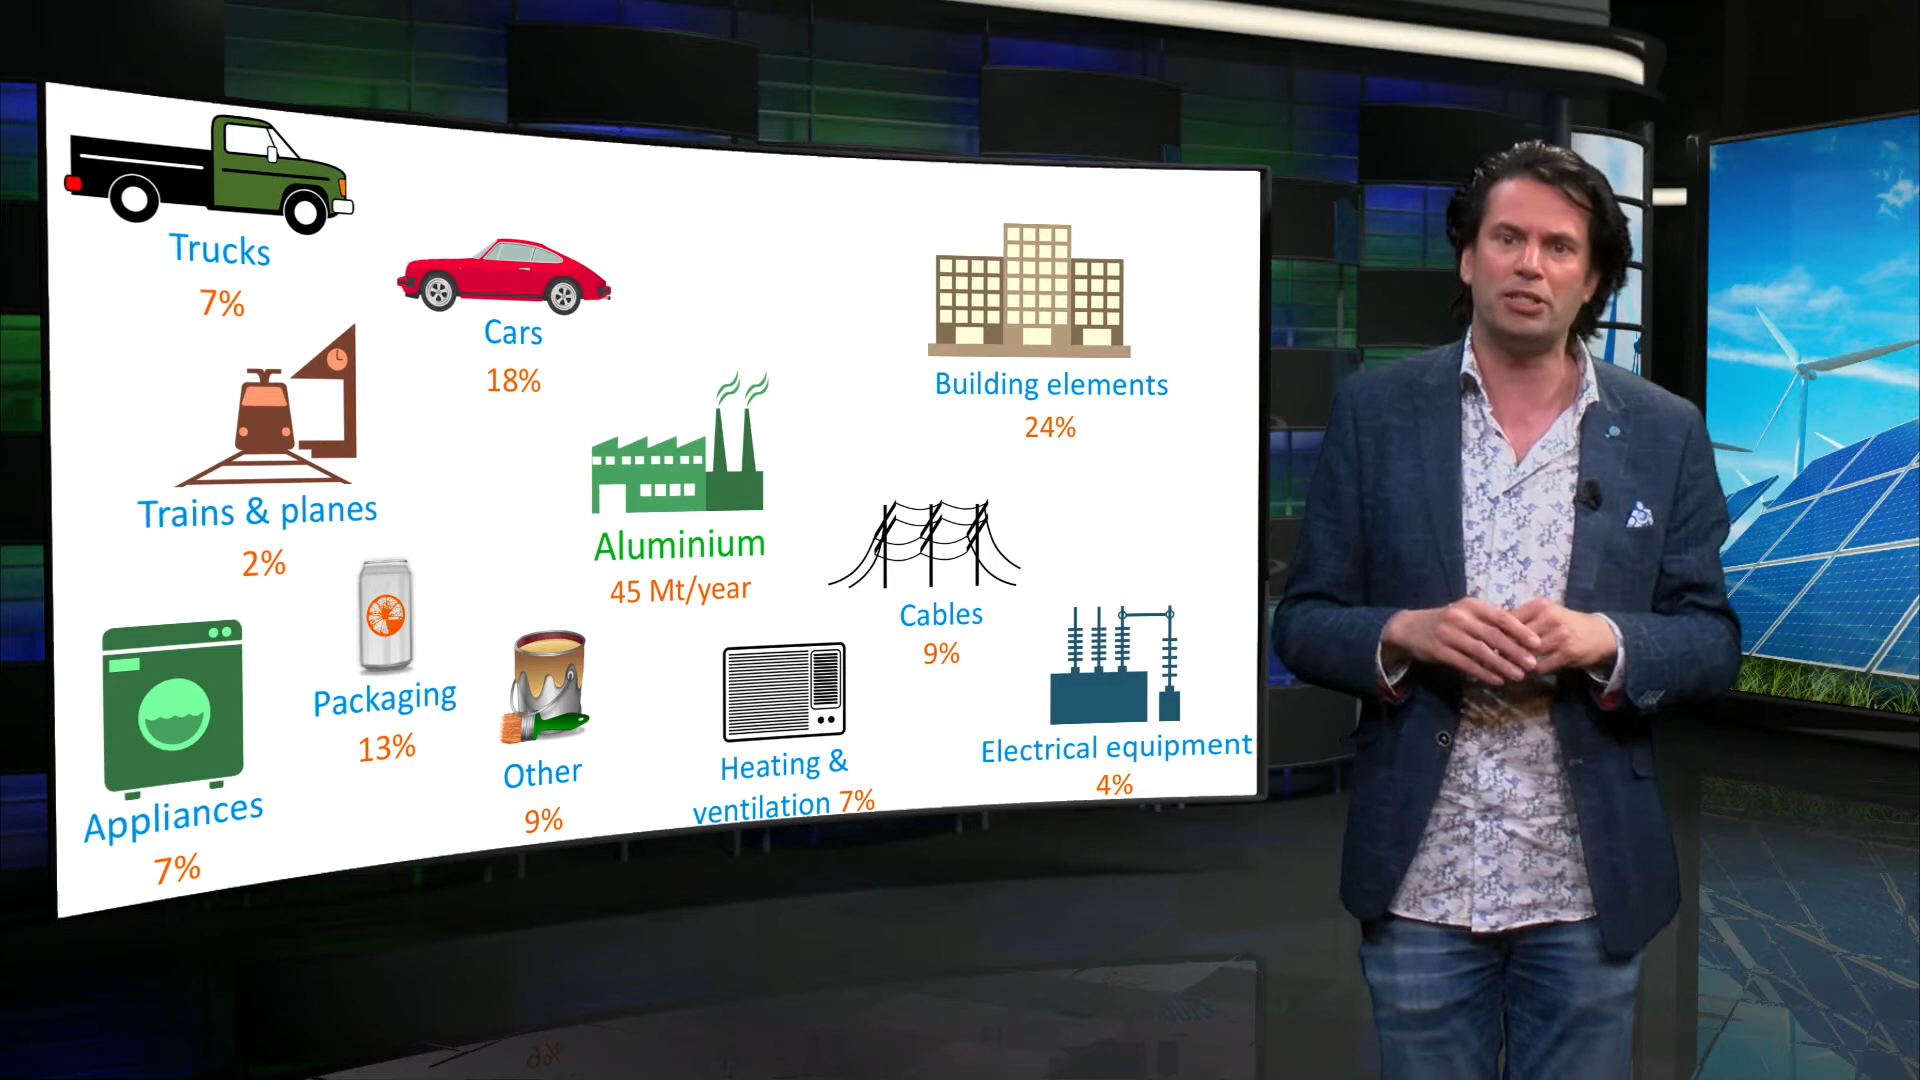 Trucks
7%
Cars
18%
Building elements
24%
Trains & planes
2%
Aluminium
45 Mt/year
Cables
9%
Packaging
13%
Appliances
7%
Other
9%
Heating &
ventilation 7%
Electrical equipment
4%